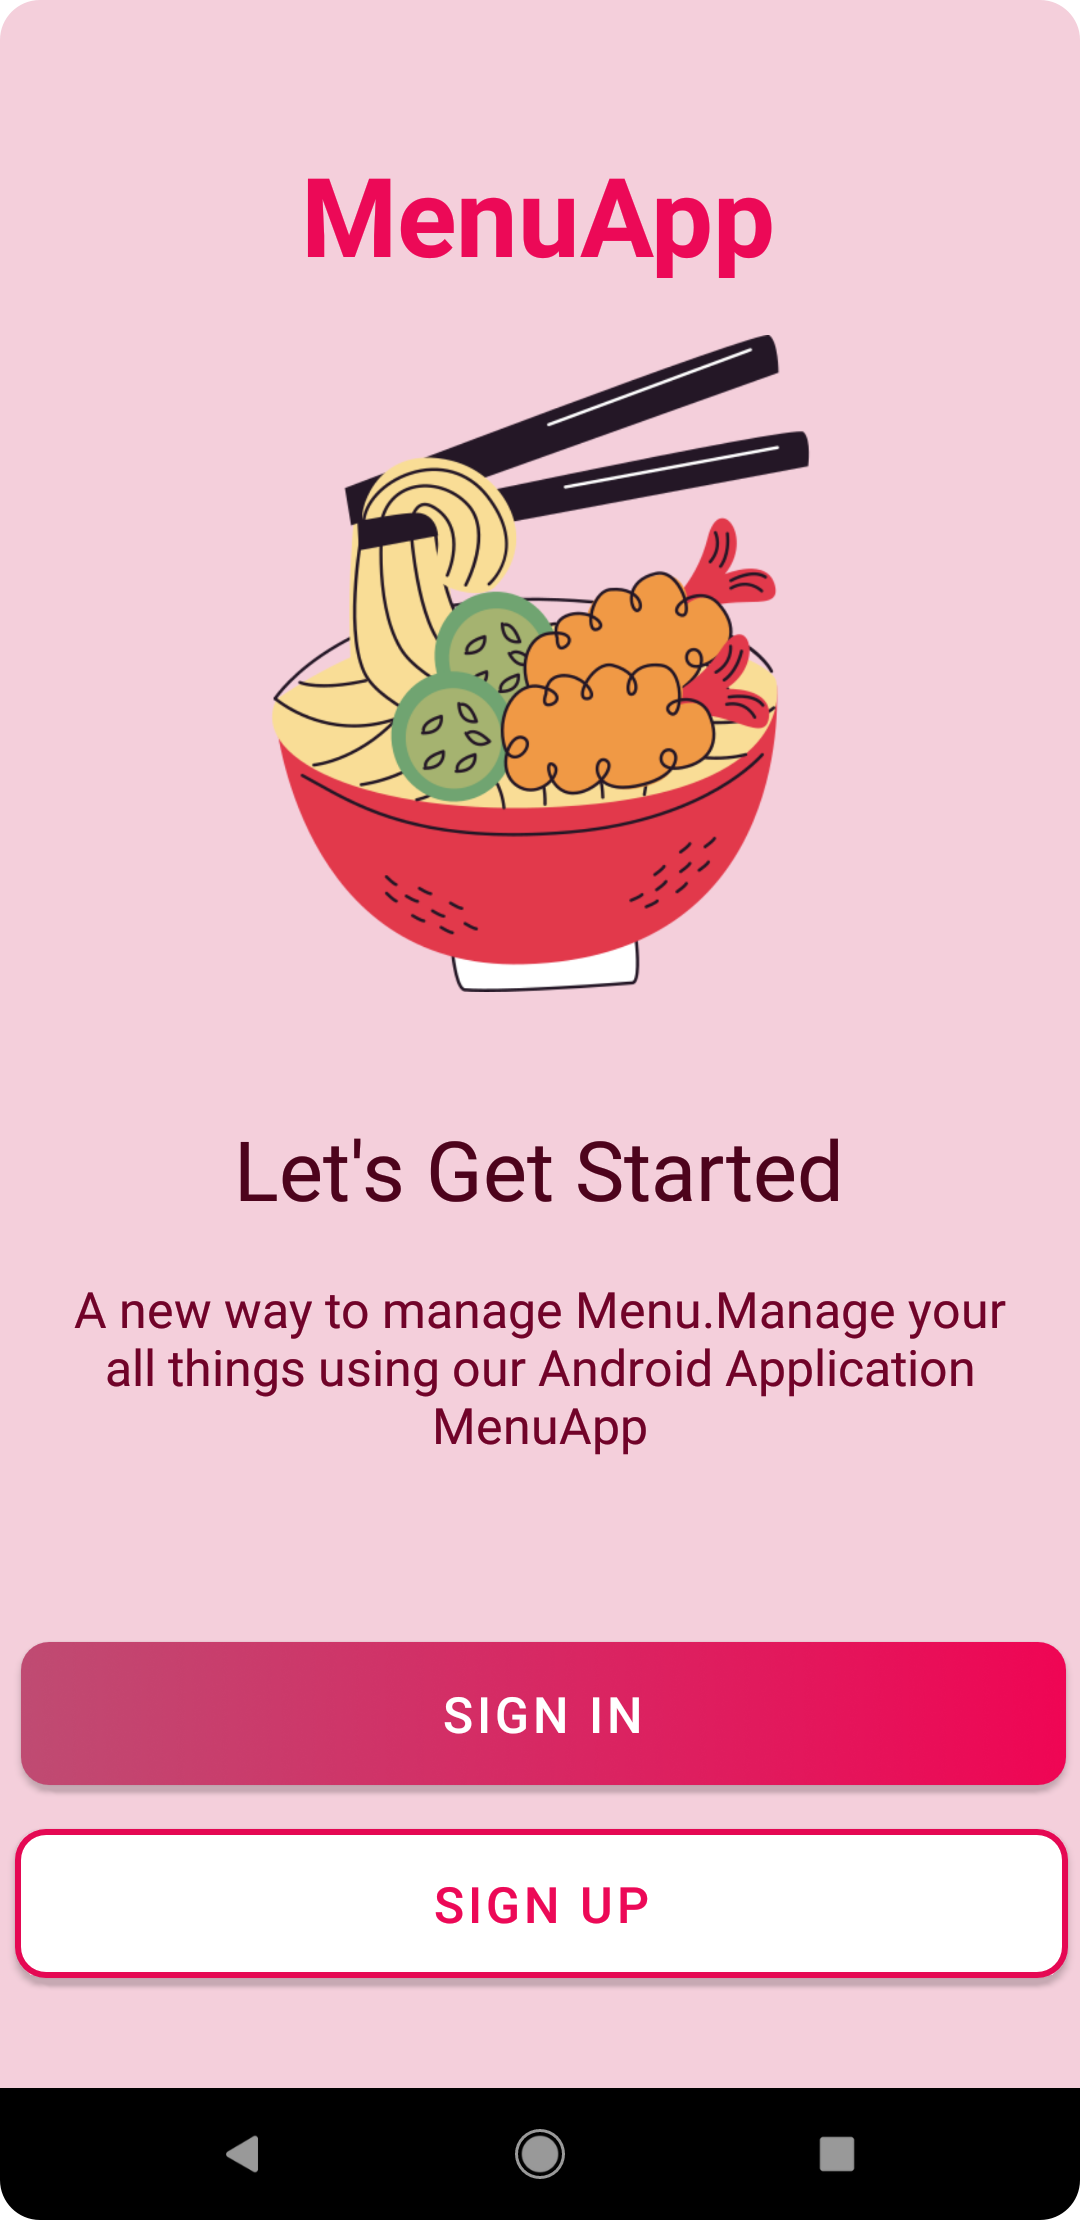 MenuApp
Let's Get Started
A new way to manage Menu.Manage your
all things using our Android Application
MenuApp
SIGN IN
SIGN UP